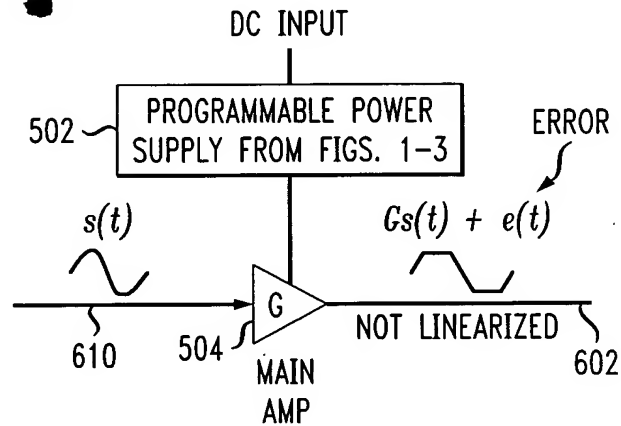 DC INPUT
PROGRAMMABLE POWER
SUPPLY FROM FIGS. 1-3
502
ERROR
s(t)
Gs(t) + e(t)
G
610
504
NOT LINEARIZED
602
MAIN
AMP